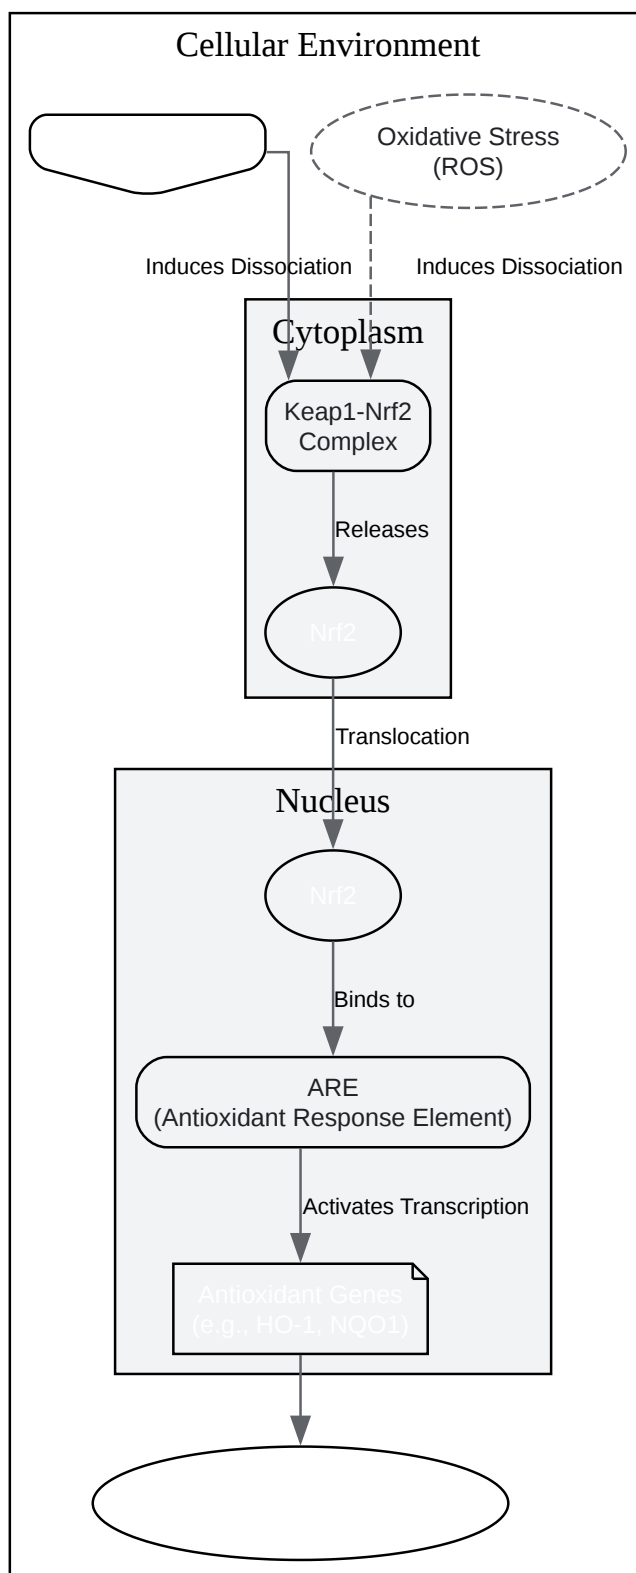 Cellular Environment
Oxidative Stress
(ROS)
Induces Dissociation
Induces Dissociation
Cytoplasm
Keap1-Nrf2
Complex
Releases
Nrf2
Translocation
Nucleus
Nrf2
Binds to
ARE
(Antioxidant Response Element)
Activates Transcription
Antioxidant Genes
(e.g., HO-1, NQO1)